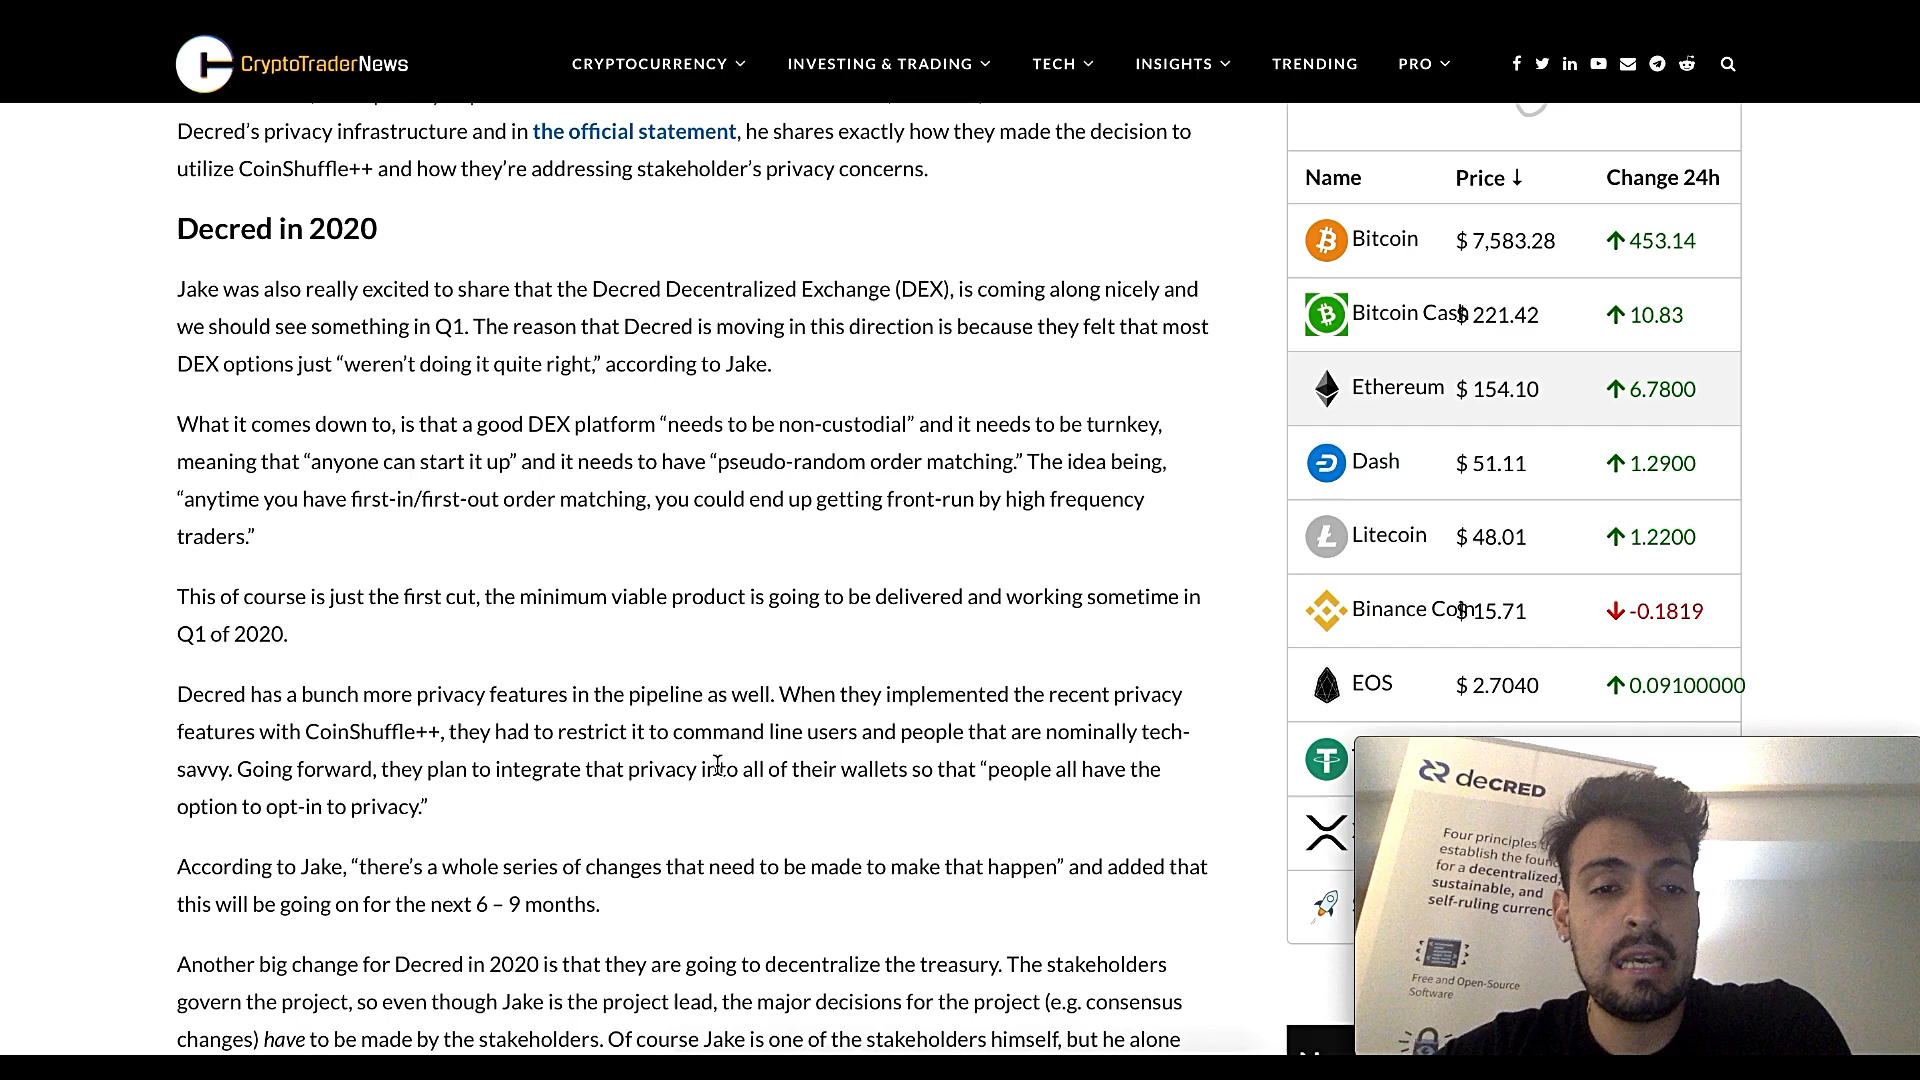 CryptoTraderNews
CRYPTOCURRENCY
INVESTING & TRADING
TECH
INSIGHTS
TRENDING
PRO
Decred’s privacy infrastructure and in the official statement, he shares exactly how they made the decision to
utilize CoinShuffle++ and how they’re addressing stakeholder’s privacy concerns.
Decred in 2020
Jake was also really excited to share that the Decred Decentralized Exchange (DEX), is coming along nicely and
we should see something in Q1. The reason that Decred is moving in this direction is because they felt that most
DEX options just “weren’t doing it quite right,” according to Jake.
What it comes down to, is that a good DEX platform “needs to be non-custodial” and it needs to be turnkey,
meaning that “anyone can start it up” and it needs to have “pseudo-random order matching.” The idea being,
“anytime you have first-in/first-out order matching, you could end up getting front-run by high frequency
traders.”
This of course is just the first cut, the minimum viable product is going to be delivered and working sometime in
Q1 of 2020.
Decred has a bunch more privacy features in the pipeline as well. When they implemented the recent privacy
features with CoinShuffle++, they had to restrict it to command line users and people that are nominally tech-
savvy. Going forward, they plan to integrate that privacy into all of their wallets so that “people all have the
option to opt-in to privacy.”
According to Jake, “there’s a whole series of changes that need to be made to make that happen” and added that
this will be going on for the next 6 – 9 months.
Another big change for Decred in 2020 is that they are going to decentralize the treasury. The stakeholders
govern the project, so even though Jake is the project lead, the major decisions for the project (e.g. consensus
changes) have to be made by the stakeholders. Of course Jake is one of the stakeholders himself, but he alone
Name Price ↓ Change 24h
Bitcoin $ 7,583.28 ↑ 453.14
Bitcoin Cash $ 221.42 ↑ 10.83
Ethereum $ 154.10 ↑ 6.7800
Dash $ 51.11 ↑ 1.2900
Litecoin $ 48.01 ↑ 1.2200
Binance Coin $ 15.71 ↓ -0.1819
EOS $ 2.7040 ↑ 0.09100000
decRED
Four principles
establish the
for a decentralized,
sustainable, and
self-ruling
Free and Open-Source
Software